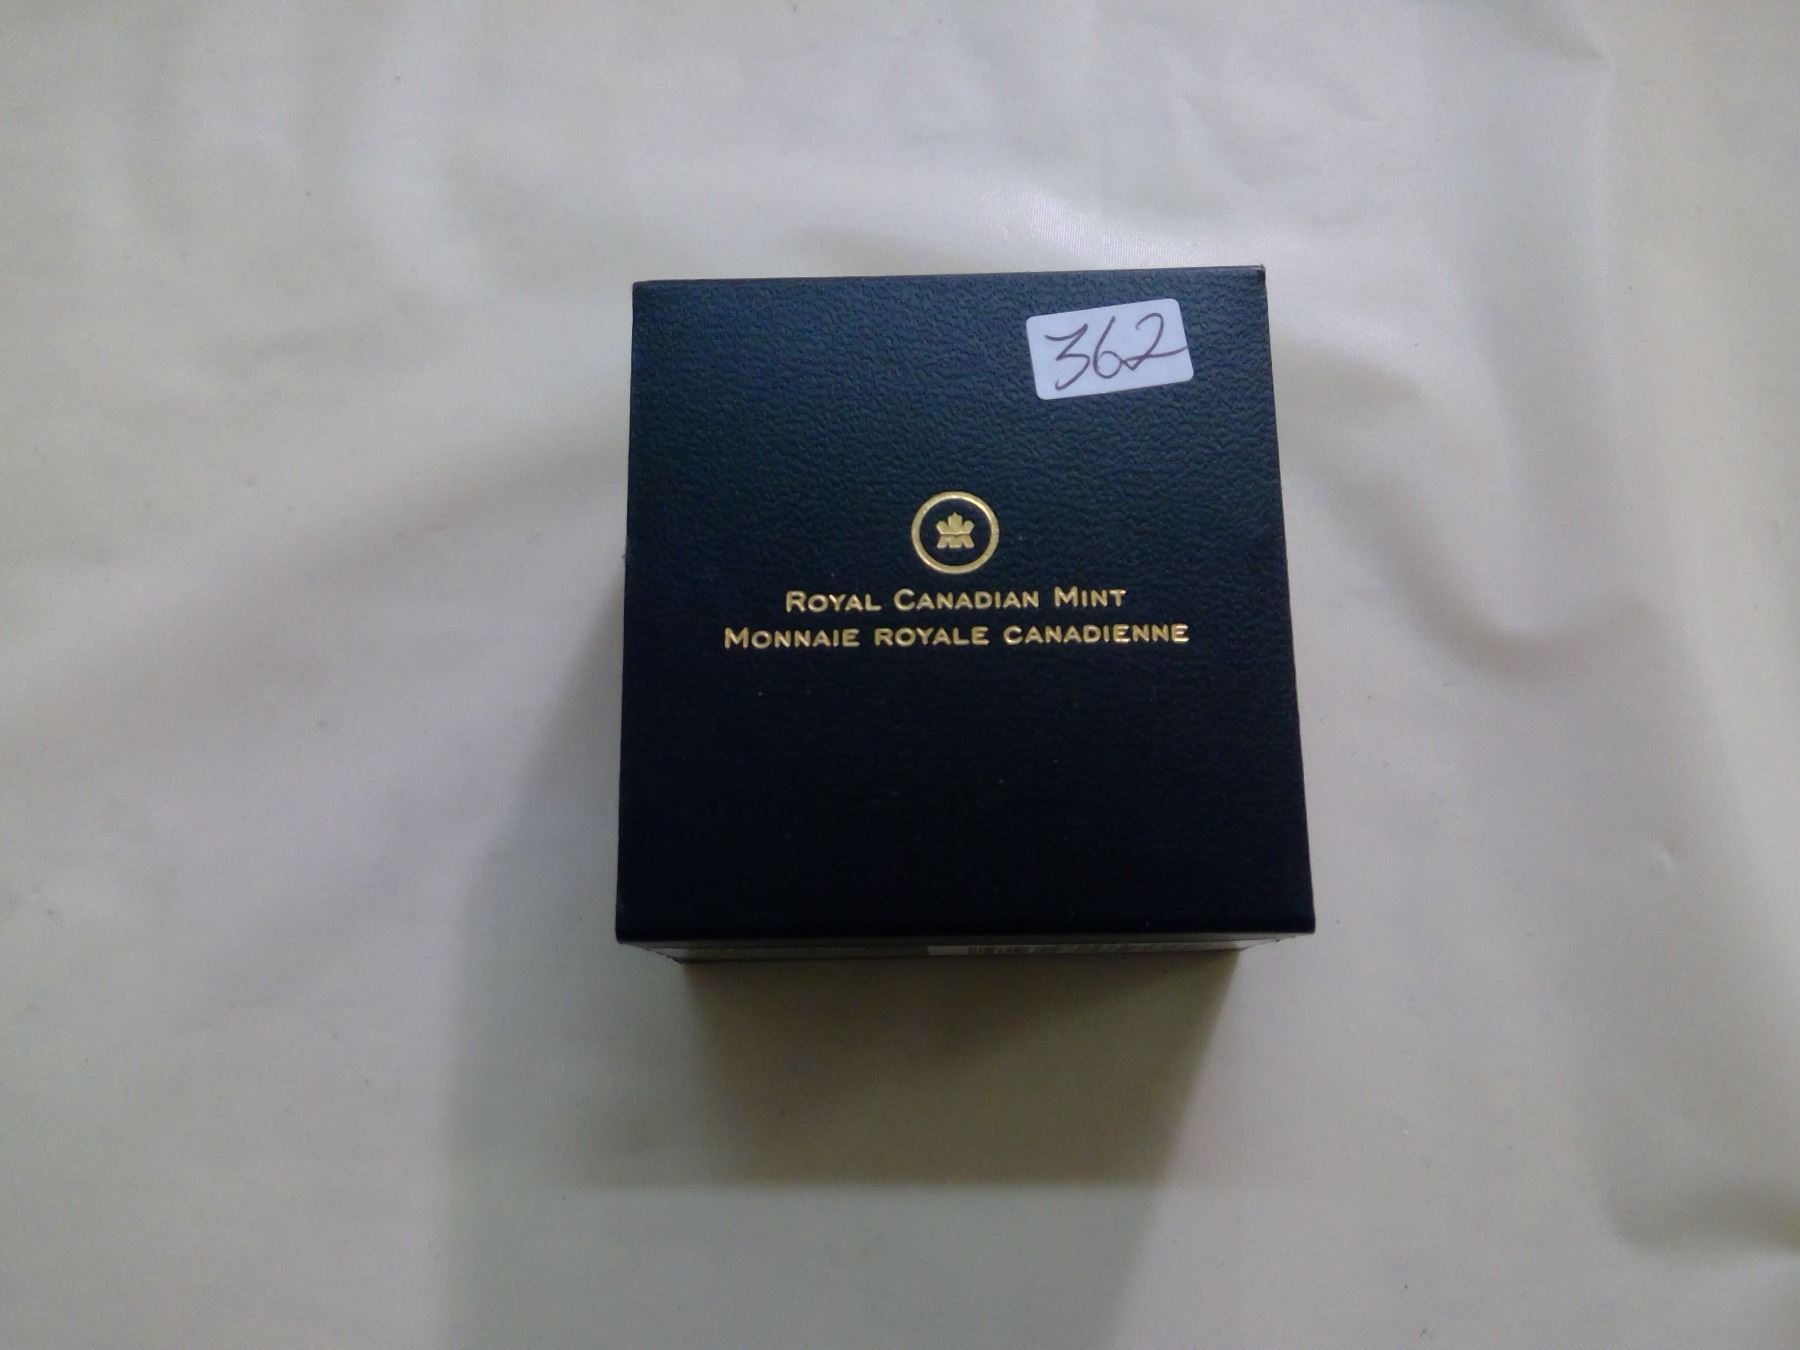 362
ROYAL CANADIAN MINT
MONNAIE ROYALE CANADIENNE